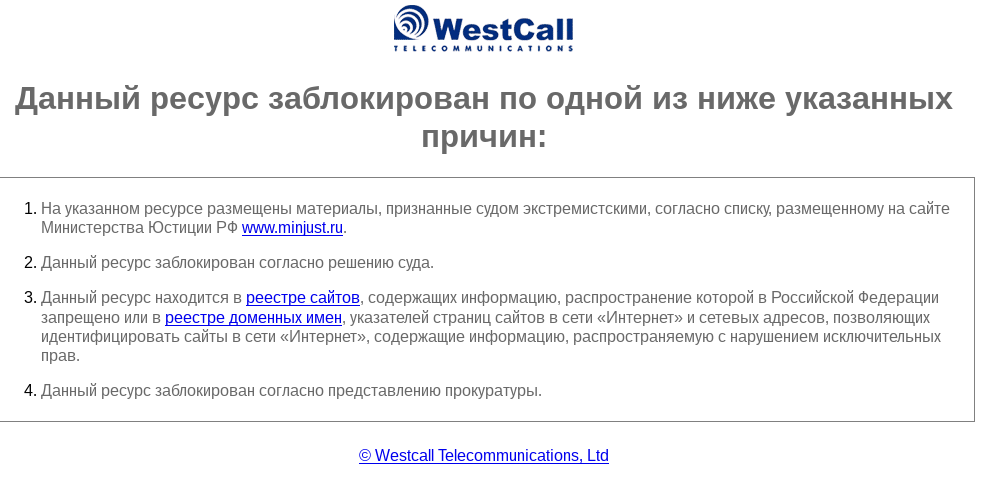 WestCall
TELECOMMUNICATIONS
Данный ресурс заблокирован по одной из ниже указанных
причин:
1. На указанном ресурсе размещены материалы, признанные судом экстремистскими, согласно списку, размещенному на сайте
Министерства Юстиции РФ www.minjust.ru.
2. Данный ресурс заблокирован согласно решению суда.
3. Данный ресурс находится в реестре сайтов, содержащих информацию, распространение которой в Российской Федерации
запрещено или в реестре доменных имен, указателей страниц сайтов в сети «Интернет» и сетевых адресов, позволяющих
идентифицировать сайты в сети «Интернет», содержащие информацию, распространяемую с нарушением исключительных
прав.
4. Данный ресурс заблокирован согласно представлению прокуратуры.
© Westcall Telecommunications, Ltd